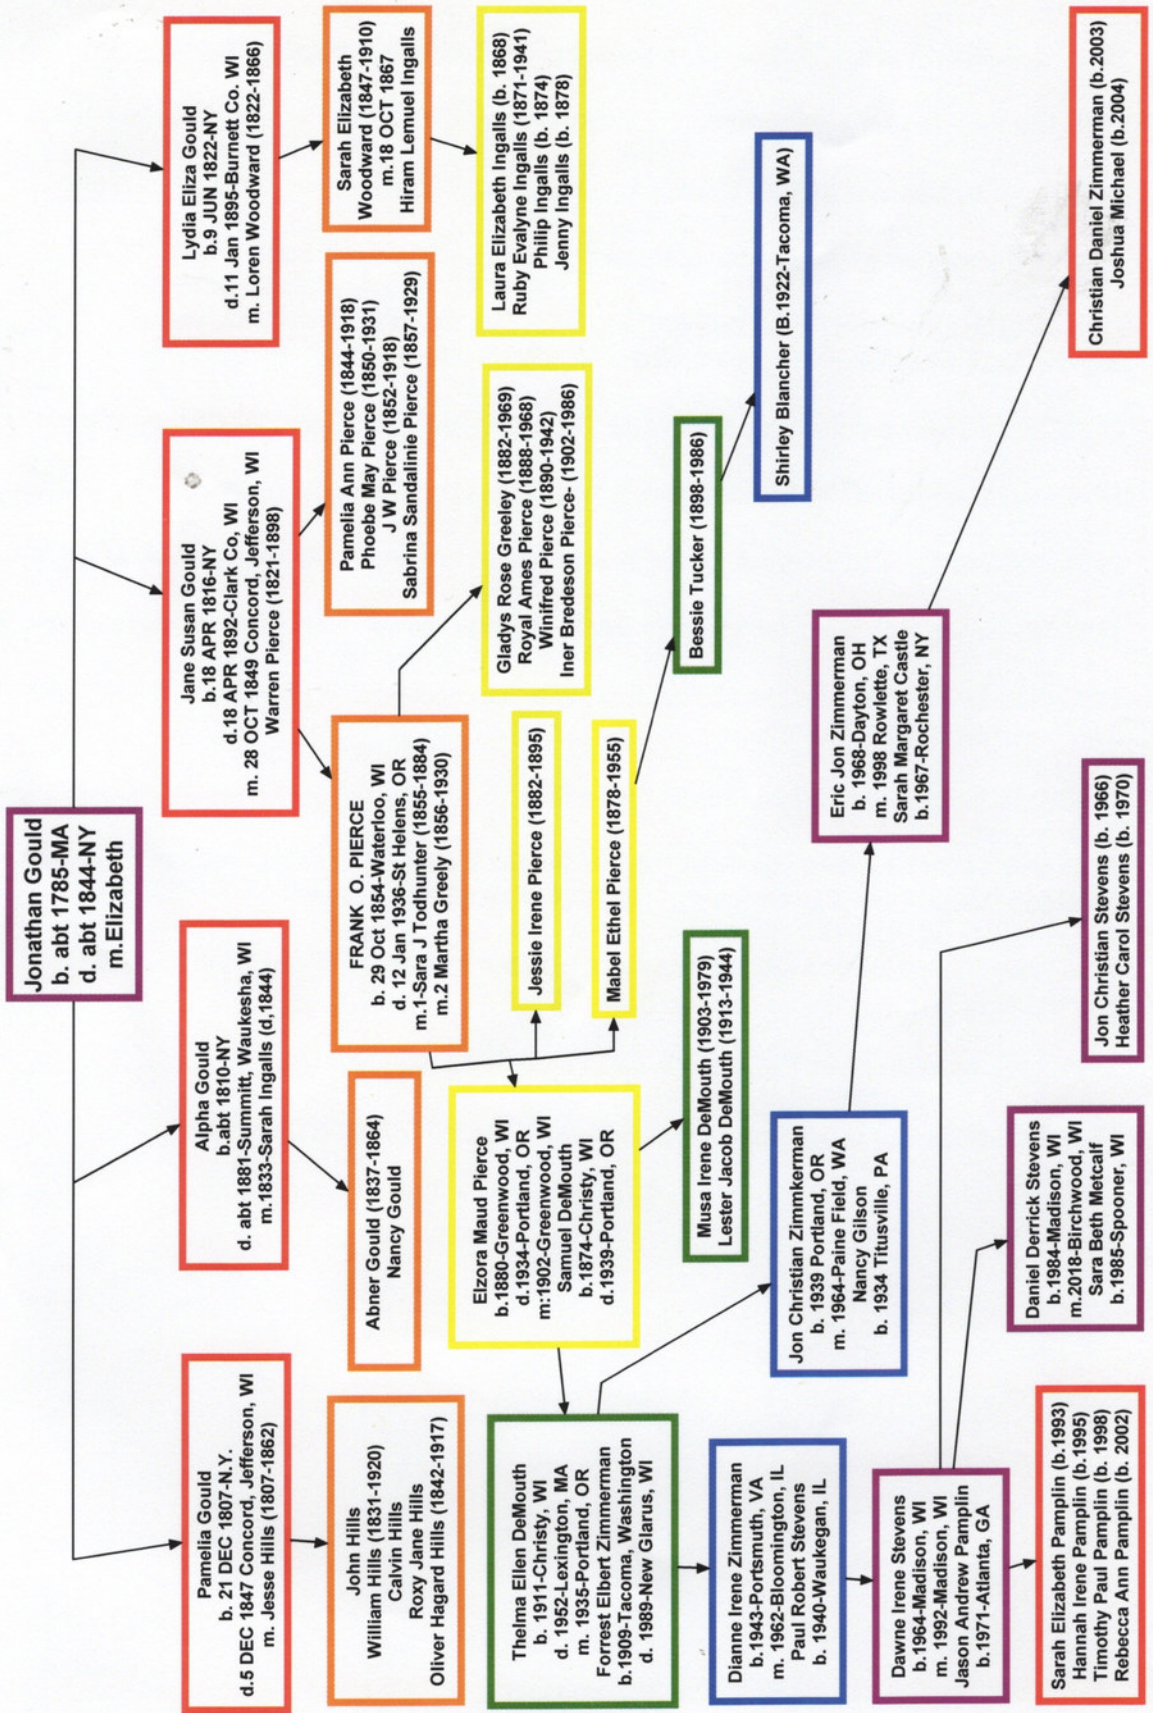 Jonathan Gould
b. abt 1785-MA
d. abt 1844-NY
m.Elizabeth
Pamelia Gould
b. 21 DEC 1807-N.Y.
d.5 DEC 1847 Concord, Jefferson, WI
m. Jesse Hills (1807-1862)
Alpha Gould
b.abt 1810-NY
d. abt 1881-Summitt, Waukesha, WI
m.1833-Sarah Ingalls (d,1844)
Jane Susan Gould
b.18 APR 1816-NY
d.18 APR 1892-Clark Co, WI
m. 28 OCT 1849 Concord, Jefferson, WI
Warren Pierce (1821-1898)
Lydia Eliza Gould
b.9 JUN 1822-NY
d.11 Jan 1895-Burnett Co. WI
m. Loren Woodward (1822-1866)
John Hills
William Hills (1831-1920)
Calvin Hills
Roxy Jane Hills
Oliver Hagard Hills (1842-1917)
Abner Gould (1837-1864)
Nancy Gould
FRANK O. PIERCE
b. 29 Oct 1854-Waterloo, WI
d. 12 Jan 1936-St Helens, OR
m.1-Sara J Todhunter (1855-1884)
m.2 Martha Greely (1856-1930)
Pamelia Ann Pierce (1844-1918)
Phoebe May Pierce (1850-1931)
J W Pierce (1852-1918)
Sabrina Sandalinie Pierce (1857-1929)
Sarah Elizabeth
Woodward (1847-1910)
m.18 OCT 1867
Hiram Lemuel Ingalls
Elzora Maud Pierce
b.1880-Greenwood, WI
d.1934-Portland, OR
m:1902-Greenwood, WI
Samuel DeMouth
b.1874-Christy, WI
d.1939-Portland, OR
Jessie Irene Pierce (1882-1895)
Mabel Ethel Pierce (1878-1955)
Gladys Rose Greeley (1882-1969)
Royal Ames Pierce (1888-1968)
Winifred Pierce (1890-1942)
Iner Bredeson Pierce- (1902-1986)
Laura Elizabeth Ingalls (b. 1868)
Ruby Evalyne Ingalls (1871-1941)
Philip Ingalls (b. 1874)
Jenny Ingalls (b. 1878)
Thelma Ellen DeMouth
b. 1911-Christy, WI
d. 1952-Lexington, MA
m. 1935-Portland, OR
Forrest Elbert Zimmerman
b.1909-Tacoma, Washington
d. 1989-New Glarus, WI
Musa Irene DeMouth (1903-1979)
Lester Jacob DeMouth (1913-1944)
Bessie Tucker (1898-1986)
Dianne Irene Zimmerman
b.1943-Portsmuth, VA
m. 1962-Bloomington, IL
Paul Robert Stevens
b. 1940-Waukegan, IL
Jon Christian Zimmkerman
b. 1939 Portland, OR
m. 1964-Paine Field, WA
Nancy Gilson
b. 1934 Titusville, PA
Shirley Blancher (B.1922-Tacoma, WA)
Dawne Irene Stevens
b.1964-Madison, WI
m. 1992-Madison, WI
Jason Andrew Pamplin
b.1971-Atlanta, GA
Eric Jon Zimmerman
b. 1968-Dayton, OH
m. 1998 Rowlette, TX
Sarah Margaret Castle
b.1967-Rochester, NY
Sarah Elizabeth Pamplin (b.1993)
Hannah Irene Pamplin (b.1995)
Timothy Paul Pamplin (b. 1998)
Rebecca Ann Pamplin (b. 2002)
Daniel Derrick Stevens
b.1984-Madison, WI
m.2018-Birchwood, WI
Sara Beth Metcalf
b.1985-Spooner, WI
Jon Christian Stevens (b. 1966)
Heather Carol Stevens (b. 1970)
Christian Daniel Zimmerman (b.2003)
Joshua Michael (b.2004)